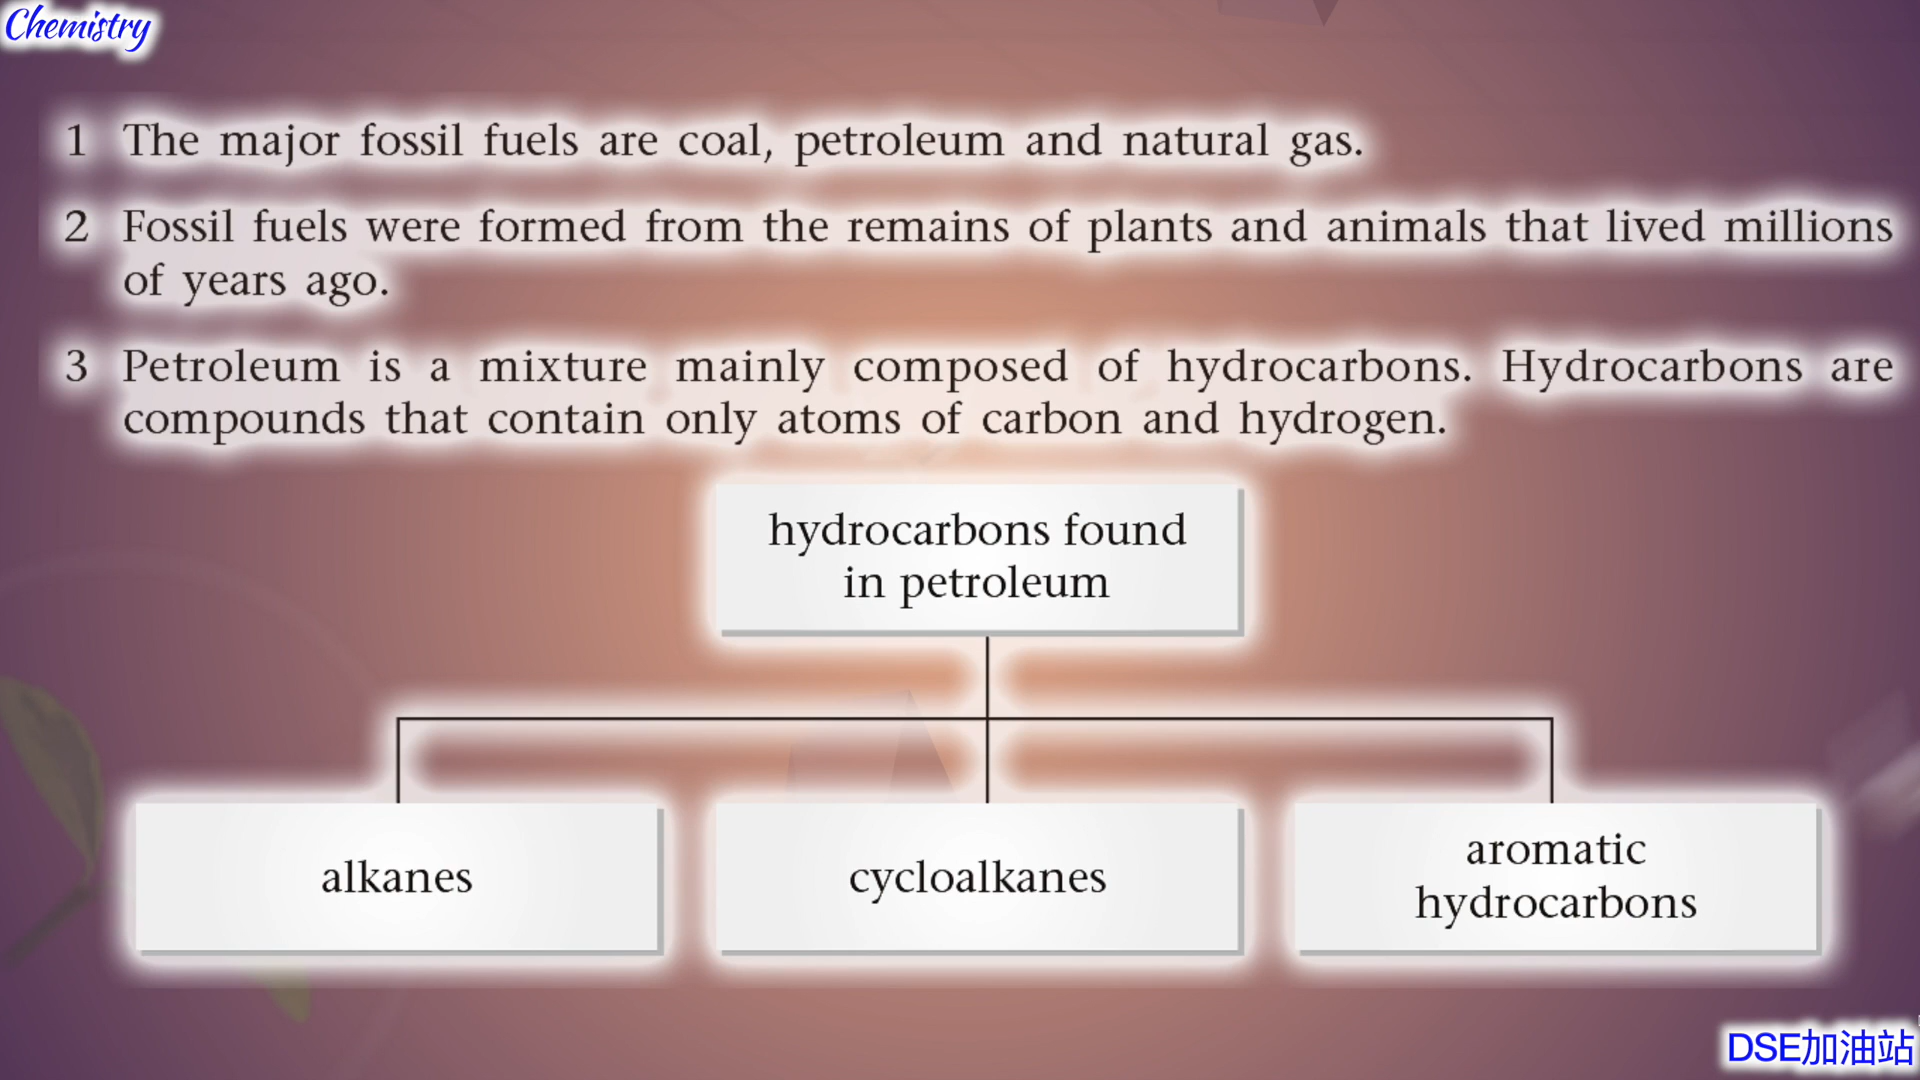 Chemistry
1 The major fossil fuels are coal, petroleum and natural gas.
2 Fossil fuels were formed from the remains of plants and animals that lived millions
of years ago.
3 Petroleum is a mixture mainly composed of hydrocarbons. Hydrocarbons are
compounds that contain only atoms of carbon and hydrogen.
hydrocarbons found
in petroleum
alkanes
cycloalkanes
aromatic
hydrocarbons
DSE加油站